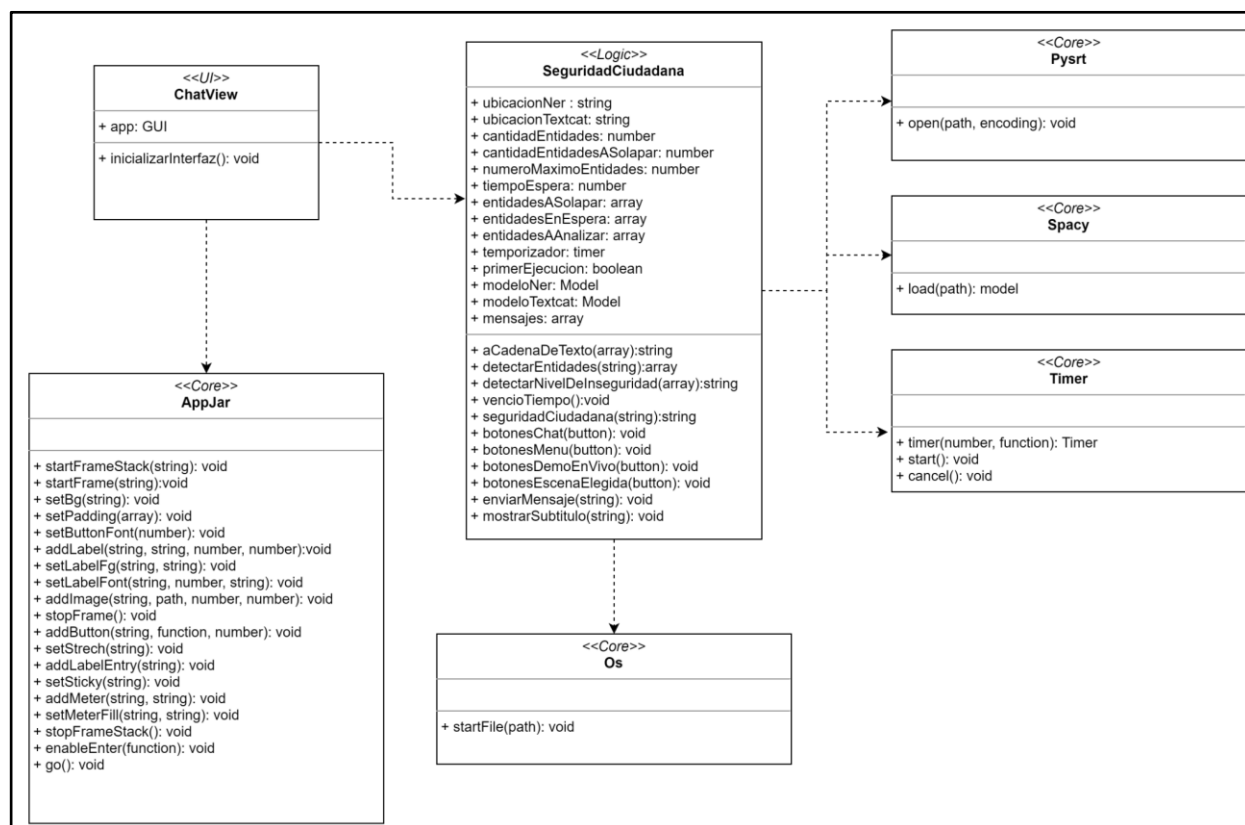 <<UI>>
ChatView
+ app: GUI
+ inicializarInterfaz(): void
<<Core>>
AppJar
+ startFrameStack(string): void
+ startFrame(string):void
+ setBg(string): void
+ setPadding(array): void
+ setButtonFont(number): void
+ addLabel(string, string, number, number):void
+ setLabelFg(string, string): void
+ setLabelFont(string, number, string): void
+ addImage(string, path, number, number): void
+ stopFrame(): void
+ addButton(string, function, number): void
+ setStrech(string): void
+ addLabelEntry(string): void
+ setSticky(string): void
+ addMeter(string, string): void
+ setMeterFill(string, string): void
+ stopFrameStack(): void
+ enableEnter(function): void
+ go(): void
<<Logic>>
SeguridadCiudadana
+ ubicacionNer : string
+ ubicacionTextcat: string
+ cantidadEntidades: number
+ cantidadEntidadesASolapar: number
+ numeroMaximoEntidades: number
+ tiempoEspera: number
+ entidadesASolapar: array
+ entidadesEnEspera: array
+ entidadesAAnalizar: array
+ temporizador: timer
+ primerEjecucion: boolean
+ modeloNer: Model
+ modeloTextcat: Model
+ mensajes: array
+ aCadenaDeTexto(array):string
+ detectarEntidades(string):array
+ detectarNivelDeInseguridad(array):string
+ vencioTiempo():void
+ seguridadCiudadana(string):string
+ botonesChat(button): void
+ botonesMenu(button): void
+ botonesDemoEnVivo(button): void
+ botonesEscenaElegida(button): void
+ enviarMensaje(string): void
+ mostrarSubtitulo(string): void
<<Core>>
Os
+ startFile(path): void
<<Core>>
Pysrt
+ open(path, encoding): void
<<Core>>
Spacy
+ load(path): model
<<Core>>
Timer
+ timer(number, function): Timer
+ start(): void
+ cancel(): void